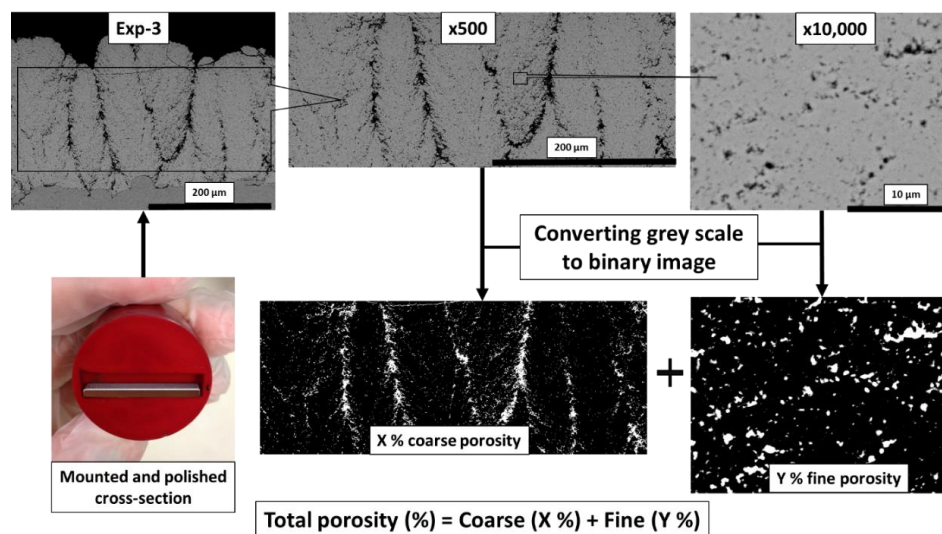 Exp-3
x500
x10,000
200 µm
200 µm
10 µm
Converting grey scale
to binary image
Mounted and polished
cross-section
X % coarse porosity
+
Y % fine porosity
Total porosity (%) = Coarse (X %) + Fine (Y %)